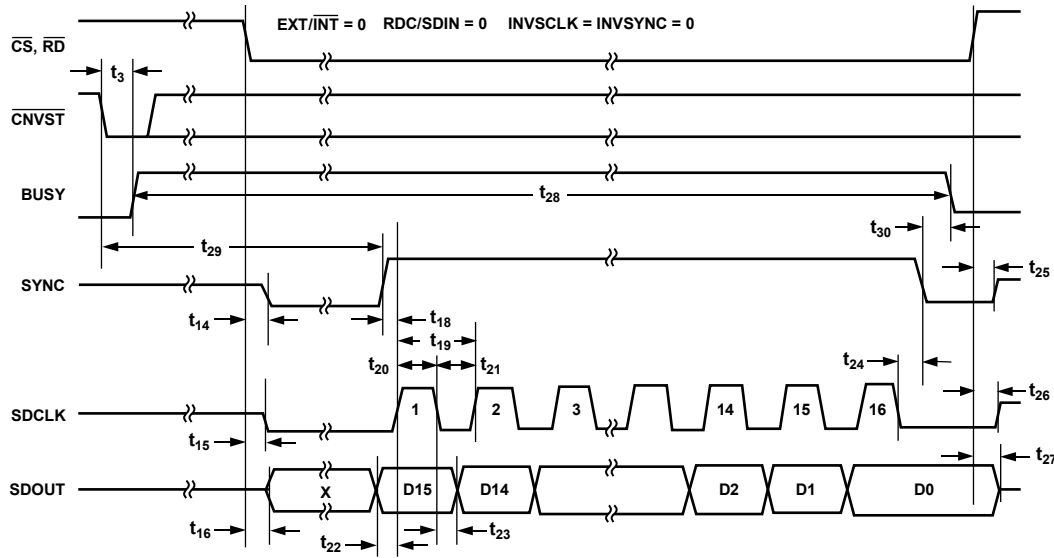 EXT/INT = 0 RDC/SDIN = 0 INVSCLK = INVSYNC = 0
CS, RD
t3
CNVST
BUSY
t28
t30
t29
t25
SYNC
t14
t18
t19
t20
t21
t24
t26
SDCLK
1 2 3 14 15 16
t15
t27
SDOUT
X D15 D14 D2 D1 D0
t16
t22
t23